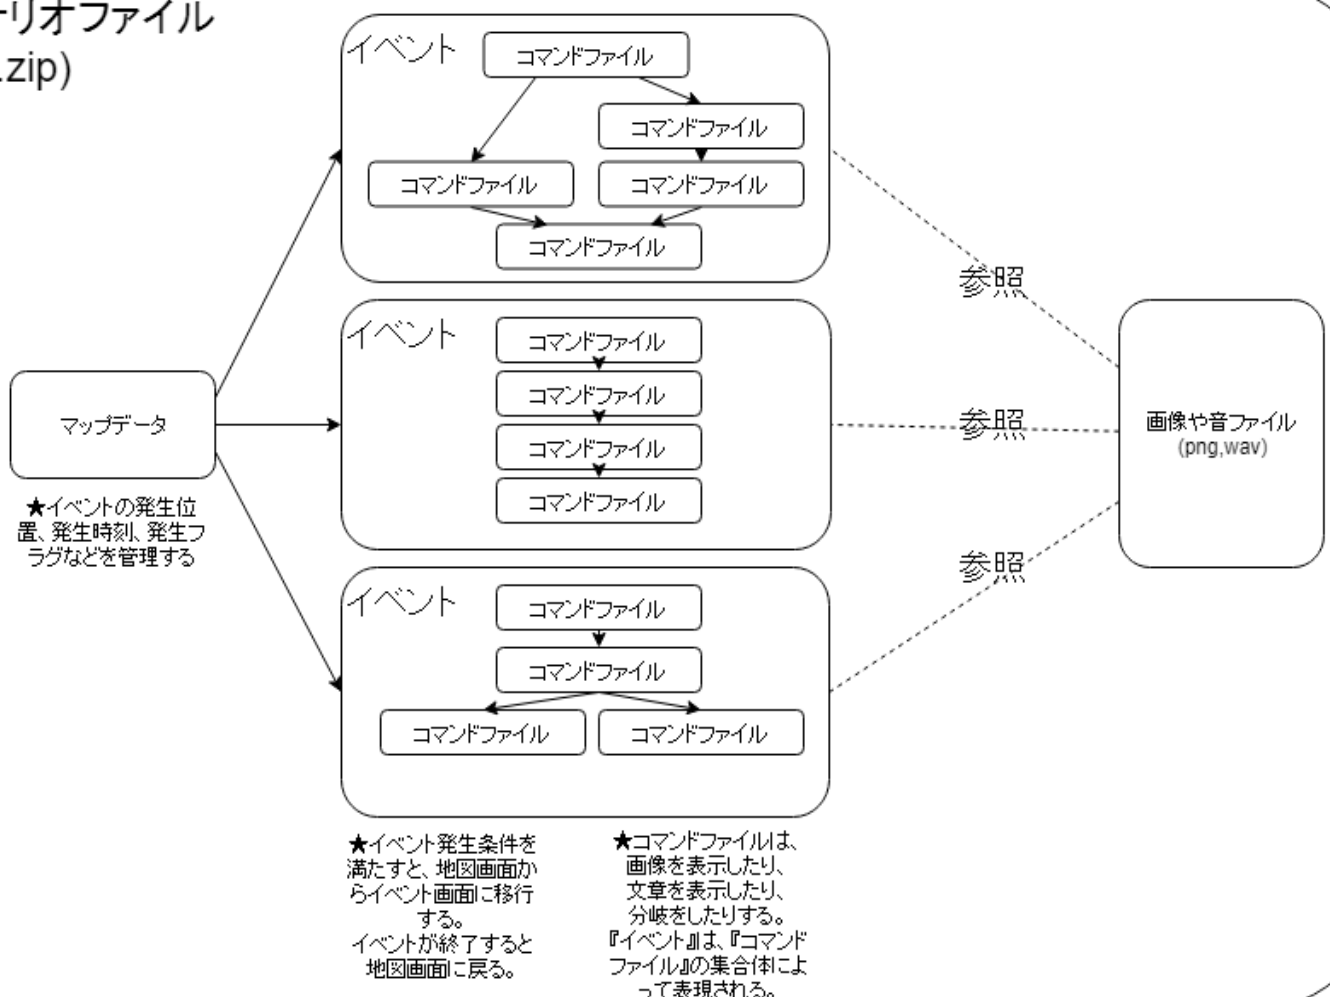 リオファイル
.zip)
イベント
コマンドファイル
コマンドファイル
コマンドファイル
コマンドファイル
コマンドファイル
イベント
コマンドファイル
コマンドファイル
コマンドファイル
コマンドファイル
イベント
コマンドファイル
コマンドファイル
コマンドファイル
コマンドファイル
マップデータ
★イベントの発生位
置、発生時刻、発生フ
ラグなどを管理する
参照
参照
参照
画像や音ファイル
(png,wav)
★イベント発生条件を
満たすと、地図画面か
らイベント画面に移行
する。
イベントが終了すると
地図画面に戻る。
★コマンドファイルは、
画像を表示したり、
文章を表示したり、
分岐をしたりする。
『イベント』は、『コマンド
ファイル』の集合体によ
って表現される。